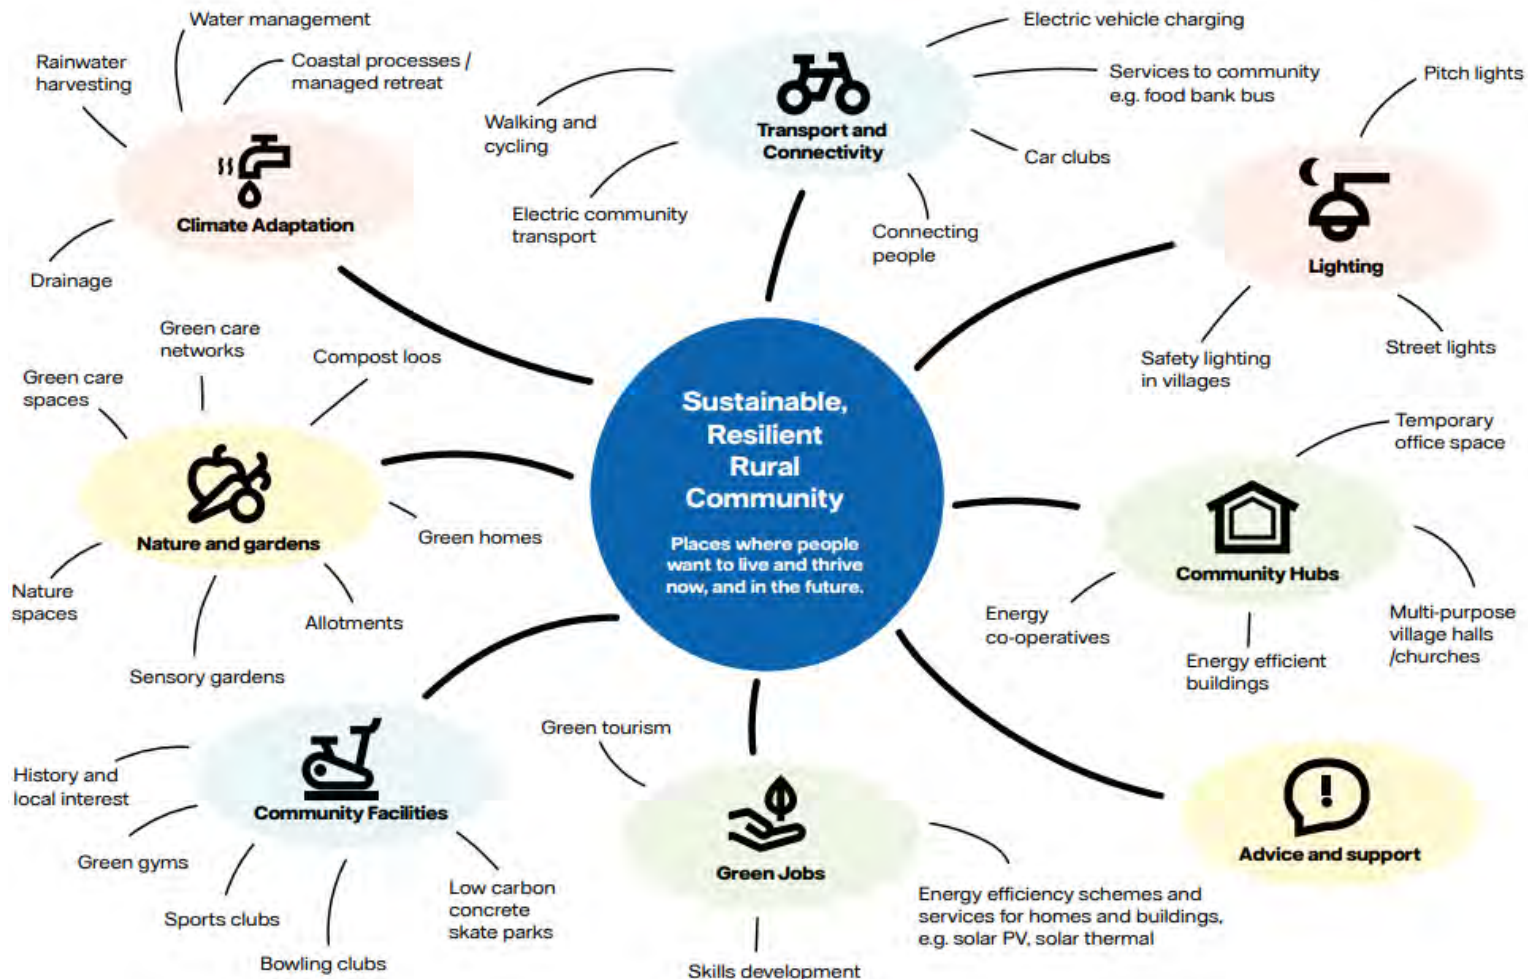 Water management
Rainwater
harvesting
Coastal processes /
managed retreat
Climate Adaptation
Drainage
Electric vehicle charging
Services to community
e.g. food bank bus
Walking and
cycling
Transport and
Connectivity
Car clubs
Electric community
transport
Connecting
people
Pitch lights
Lighting
Safety lighting
in villages
Street lights
Green care
networks
Compost loos
Green care
spaces
Nature and gardens
Green homes
Nature
spaces
Allotments
Sensory gardens
Sustainable,
Resilient
Rural
Community
Places where people
want to live and thrive
now, and in the future.
Temporary
office space
Community Hubs
Energy
co-operatives
Energy efficient
buildings
Multi-purpose
village halls
/churches
History and
local interest
Community Facilities
Green gyms
Sports clubs
Bowling clubs
Low carbon
concrete
skate parks
Green tourism
Green Jobs
Energy efficiency schemes and
services for homes and buildings,
e.g. solar PV, solar thermal
Skills development
Advice and support